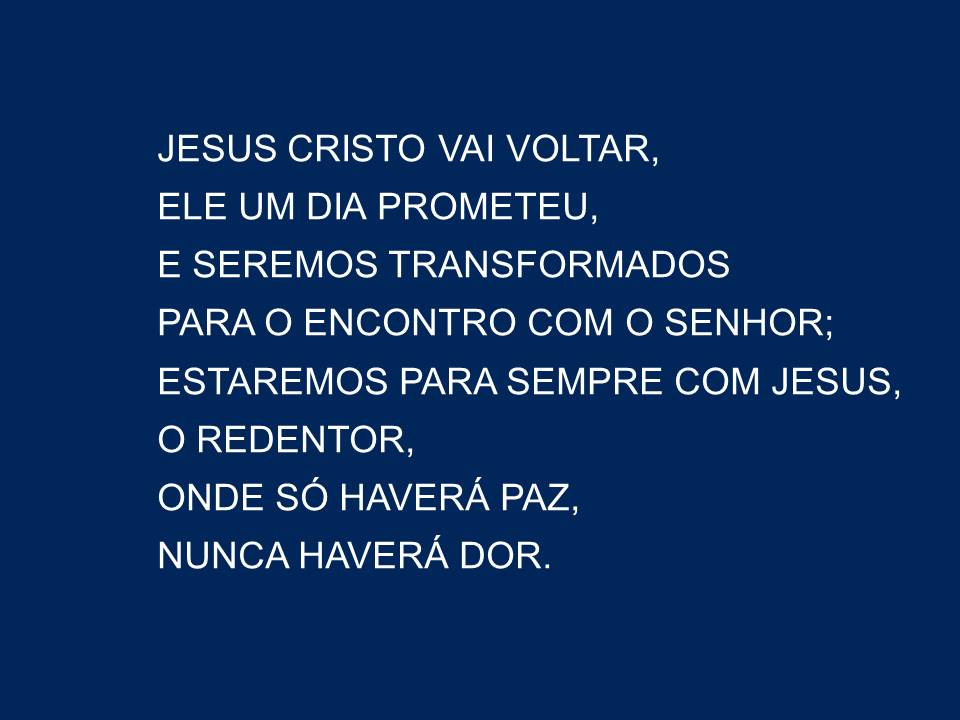 JESUS CRISTO VAI VOLTAR,
ELE UM DIA PROMETEU,
E SEREMOS TRANSFORMADOS
PARA O ENCONTRO COM O SENHOR;
ESTAREMOS PARA SEMPRE COM JESUS,
O REDENTOR,
ONDE SÓ HAVERÁ PAZ,
NUNCA HAVERÁ DOR.